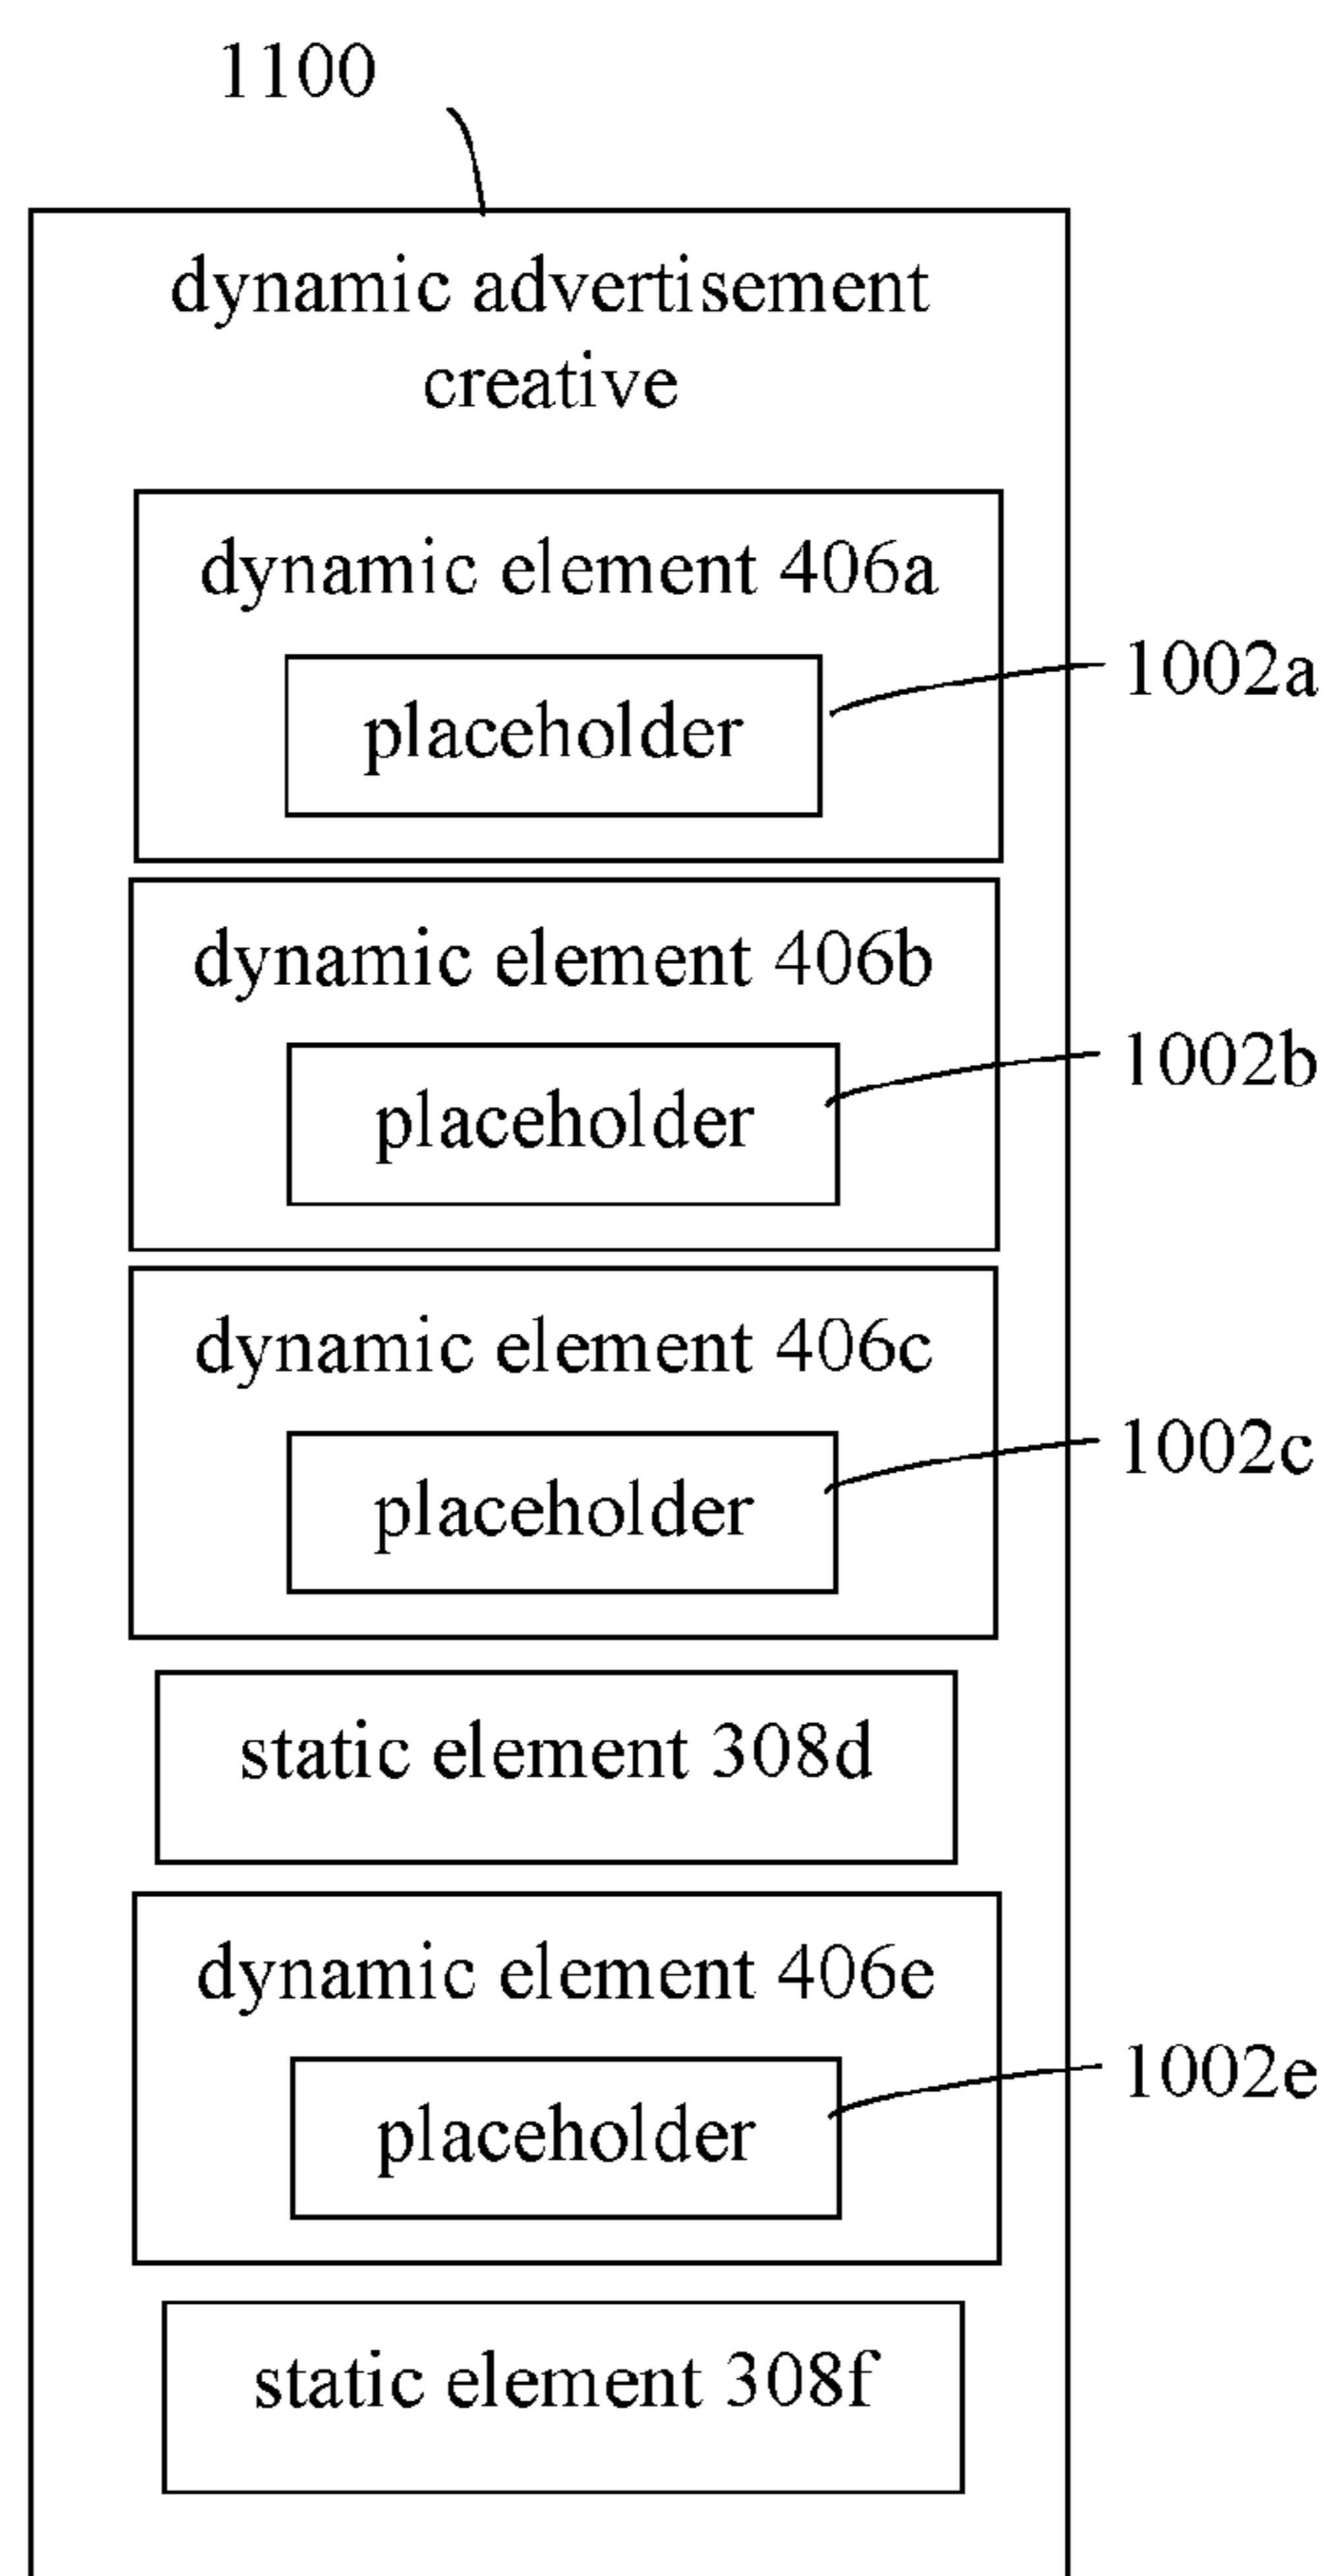 1100
dynamic advertisement
creative
dynamic element 406a
placeholder
1002a
dynamic element 406b
placeholder
1002b
dynamic element 406c
placeholder
1002c
static element 308d
dynamic element 406e
placeholder
1002e
static element 308f